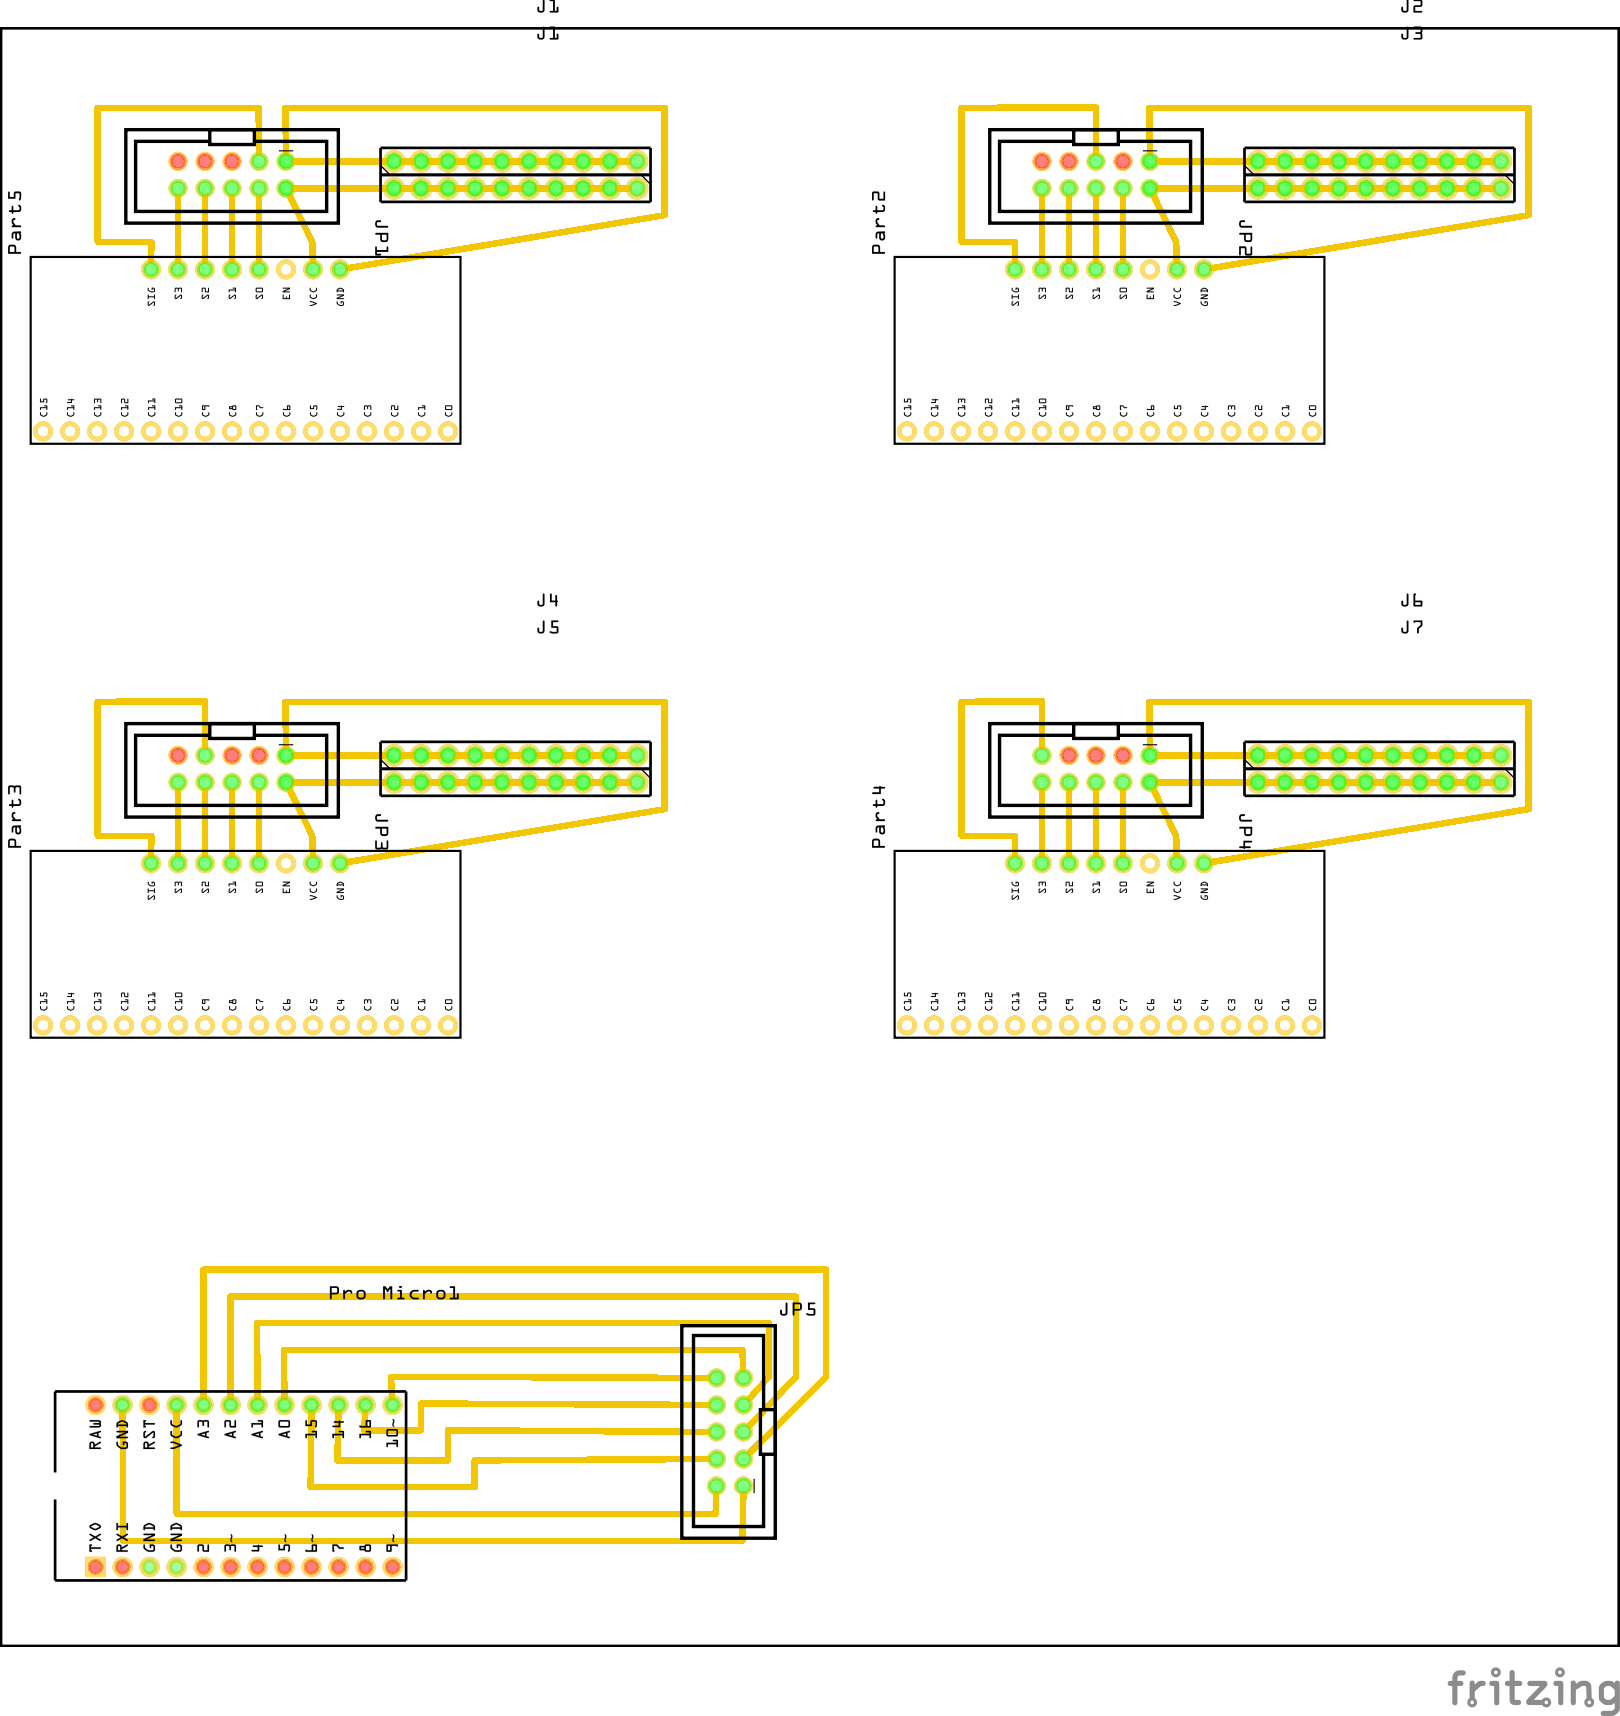 J1 J2
J1 J3
Part5 JP1 Part2 JP2
SIG S3 S2 S1 S0 EN VCC GND SIG S3 S2 S1 S0 EN VCC GND
C15 C14 C13 C12 C11 C10 C9 C8 C7 C6 C5 C4 C3 C2 C1 C0 C15 C14 C13 C12 C11 C10 C9 C8 C7 C6 C5 C4 C3 C2 C1 C0
J4 J6
J5 J7
Part3 JP3 Part4 JP4
SIG S3 S2 S1 S0 EN VCC GND SIG S3 S2 S1 S0 EN VCC GND
C15 C14 C13 C12 C11 C10 C9 C8 C7 C6 C5 C4 C3 C2 C1 C0 C15 C14 C13 C12 C11 C10 C9 C8 C7 C6 C5 C4 C3 C2 C1 C0
Pro Micro1
JP5
RAW GND RST VCC A3 A2 A1 A0 15 14 16 10~
TX0 RXI GND GND 2 3~ 4 5~ 6~ 7 8 9~
fritzing